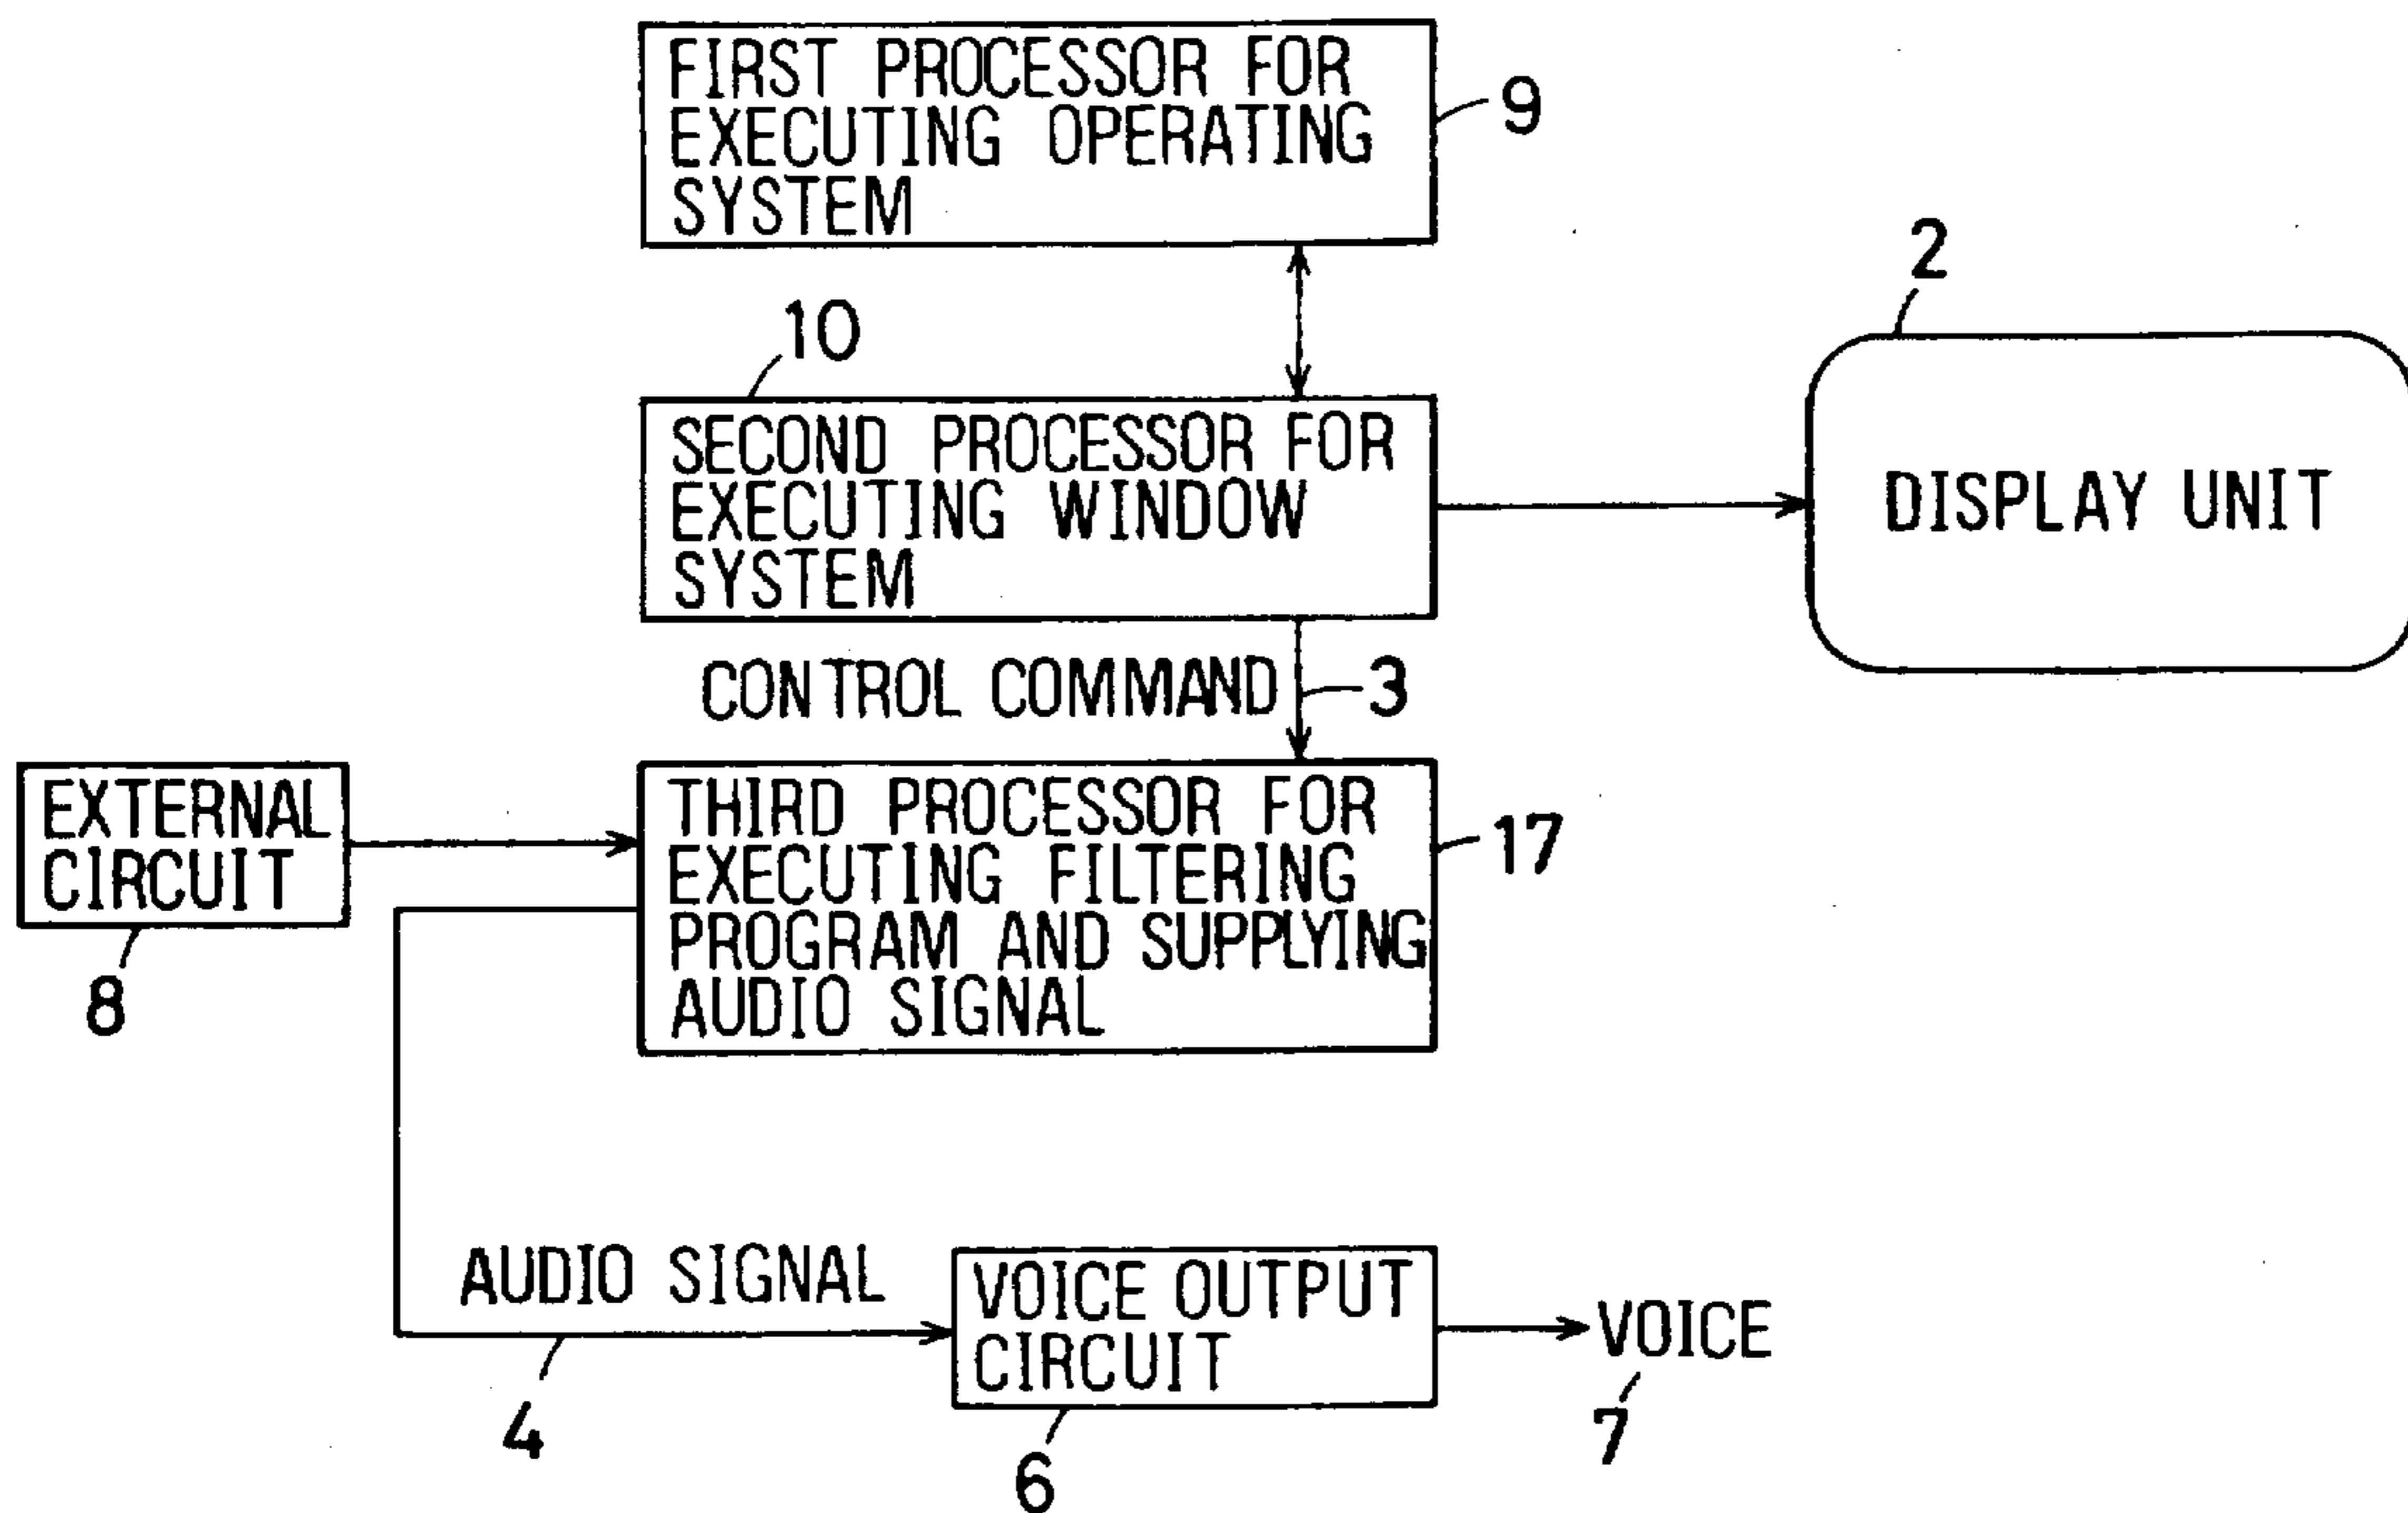 FIRST PROCESSOR FOR
EXECUTING OPERATING
SYSTEM
9
10
SECOND PROCESSOR FOR
EXECUTING WINDOW
SYSTEM
2
DISPLAY UNIT
CONTROL COMMAND
3
EXTERNAL
CIRCUIT
8
THIRD PROCESSOR FOR
EXECUTING FILTERING
PROGRAM AND SUPPLYING
AUDIO SIGNAL
17
AUDIO SIGNAL
4
VOICE OUTPUT
CIRCUIT
6
VOICE
7